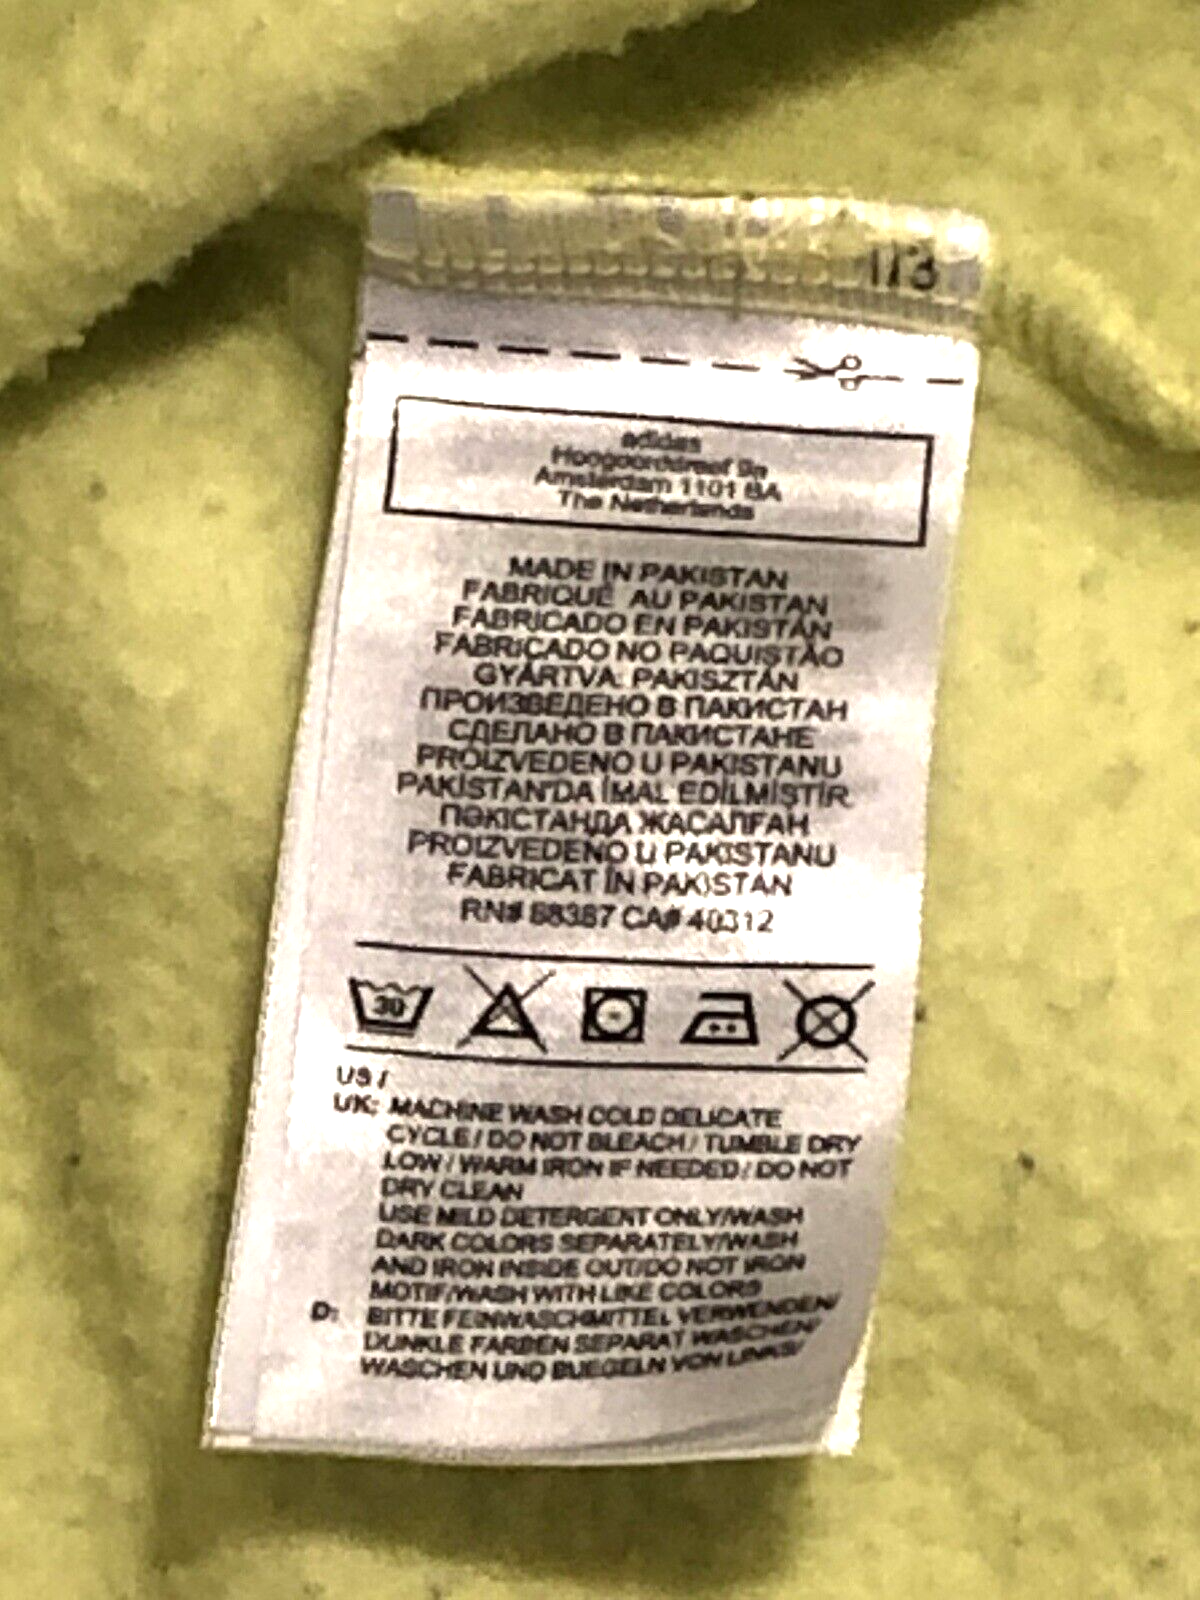 1/3
adidas
Hoogoorddreef 9a
Amsterdam 1101 BA
The Netherlands
MADE IN PAKISTAN
FABRIQUÉ AU PAKISTAN
FABRICADO EN PAKISTÁN
FABRICADO NO PAQUISTÃO
GYÁRTVA: PAKISZTÁN
ПРОИЗВЕДЕНО В ПАКИСТАН
СДЕЛАНО В ПАКИСТАНЕ
PROIZVEDENO U PAKISTANU
PAKİSTAN'DA İMAL EDİLMİŞTİR
ПӘКІСТАНДА ЖАСАЛҒАН
PROIZVEDENO U PAKISTANU
FABRICAT ÎN PAKISTAN
RN# 88387 CA# 40312
30
US /
UK: MACHINE WASH COLD DELICATE
CYCLE / DO NOT BLEACH / TUMBLE DRY
LOW / WARM IRON IF NEEDED / DO NOT
DRY CLEAN
USE MILD DETERGENT ONLY/WASH
DARK COLORS SEPARATELY/WASH
AND IRON INSIDE OUT/DO NOT IRON
MOTIF/WASH WITH LIKE COLORS
D: BITTE FEINWASCHMITTEL VERWENDEN/
DUNKLE FARBEN SEPARAT WASCHEN/
WASCHEN UND BUEGELN VON LINKS/